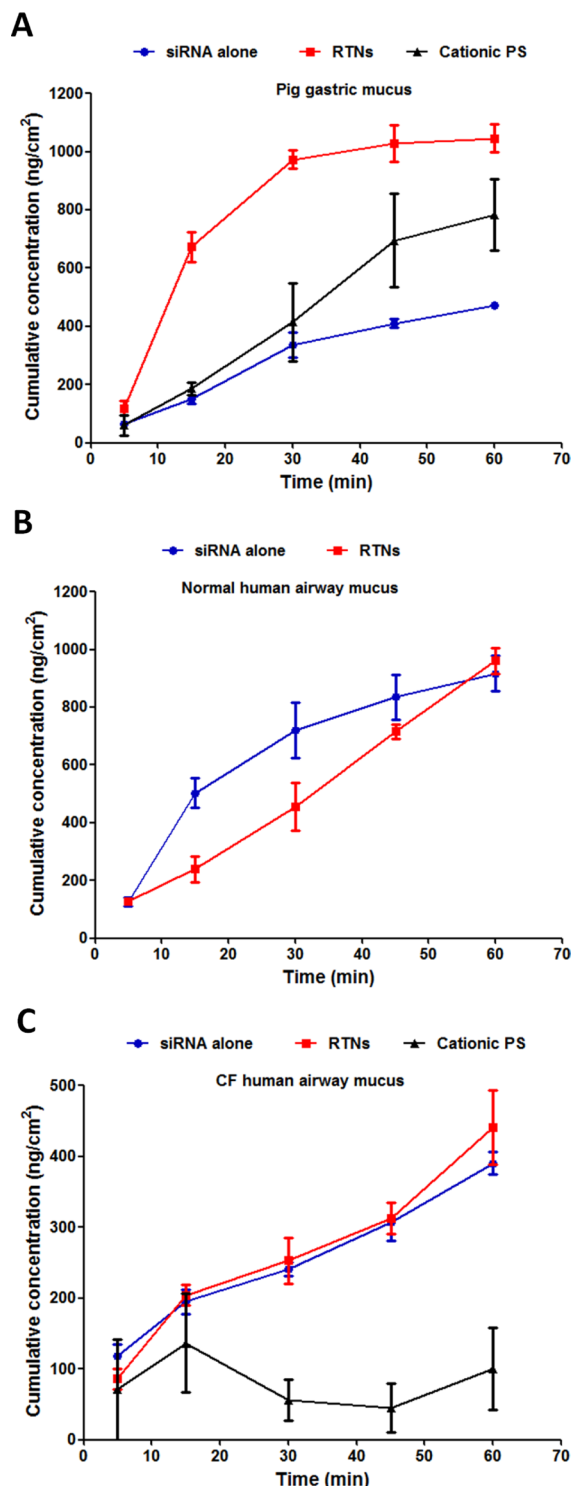 A
siRNA alone RTNs Cationic PS
Pig gastric mucus
Cumulative concentration (ng/cm²)
1200
1000
800
600
400
200
0
0 10 20 30 40 50 60 70
Time (min)
B
siRNA alone RTNs
Normal human airway mucus
Cumulative concentration (ng/cm²)
1200
1000
800
600
400
200
0
0 10 20 30 40 50 60 70
Time (min)
C
siRNA alone RTNs Cationic PS
CF human airway mucus
Cumulative concentration (ng/cm²)
500
400
300
200
100
0
0 10 20 30 40 50 60 70
Time (min)